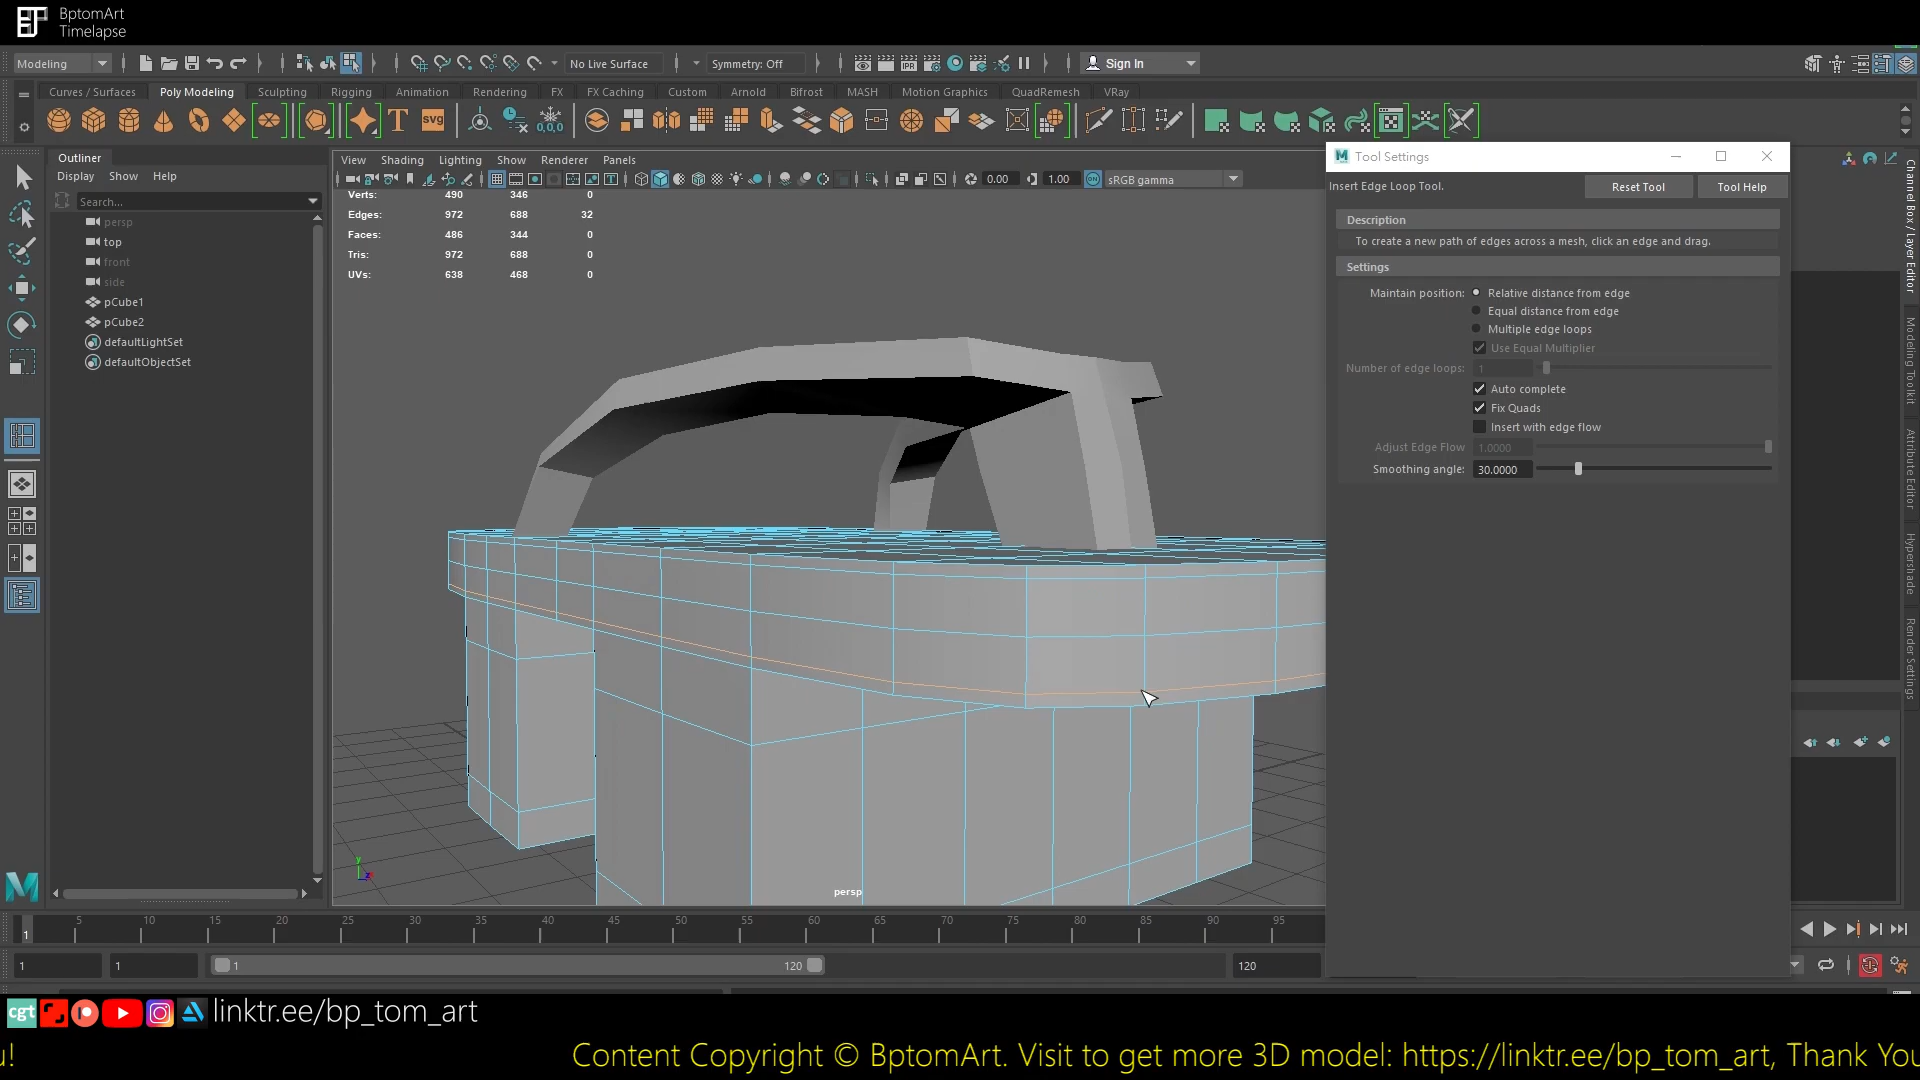 BptomArt
Timelapse
Modeling
No Live Surface
Symmetry: Off
Sign In
Curves / Surfaces Poly Modeling Sculpting Rigging Animation Rendering FX FX Caching Custom Arnold Bifrost MASH Motion Graphics QuadRemesh VRay
T svg 0,0,0
Outliner
Display Show Help
Search...
persp
top
front
side
pCube1
pCube2
defaultLightSet
defaultObjectSet
View Shading Lighting Show Renderer Panels
0.00 1.00 ON sRGB gamma
Verts: 490 346 0
Edges: 972 688 32
Faces: 486 344 0
Tris: 972 688 0
UVs: 638 468 0
persp
y
Tool Settings
Insert Edge Loop Tool.
Reset Tool
Tool Help
Description
To create a new path of edges across a mesh, click an edge and drag.
Settings
Maintain position: Relative distance from edge
Equal distance from edge
Multiple edge loops
Use Equal Multiplier
Number of edge loops: 1
Auto complete
Fix Quads
Insert with edge flow
Adjust Edge Flow 1.0000
Smoothing angle: 30.0000
Channel Box / Layer Editor
Modeling Toolkit
Attribute Editor
Hypershade
Render Settings
5 10 15 20 25 30 35 40 45 50 55 60 65 70 75 80 85 90 95
1
1 1 1 120 120
cgt linktr.ee/bp_tom_art
u! Content Copyright © BptomArt. Visit to get more 3D model: https://linktr.ee/bp_tom_art, Thank You